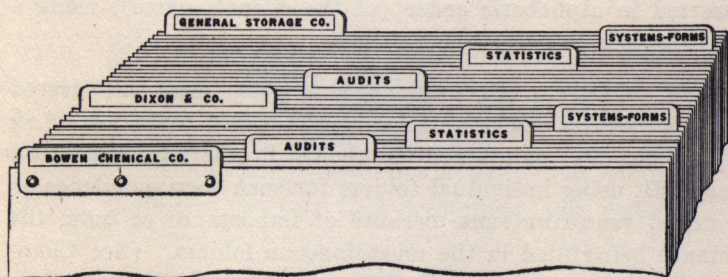 GENERAL STORAGE CO.
SYSTEMS-FORMS
STATISTICS
AUDITS
DIXON & CO.
SYSTEMS-FORMS
STATISTICS
AUDITS
BOWEN CHEMICAL CO.